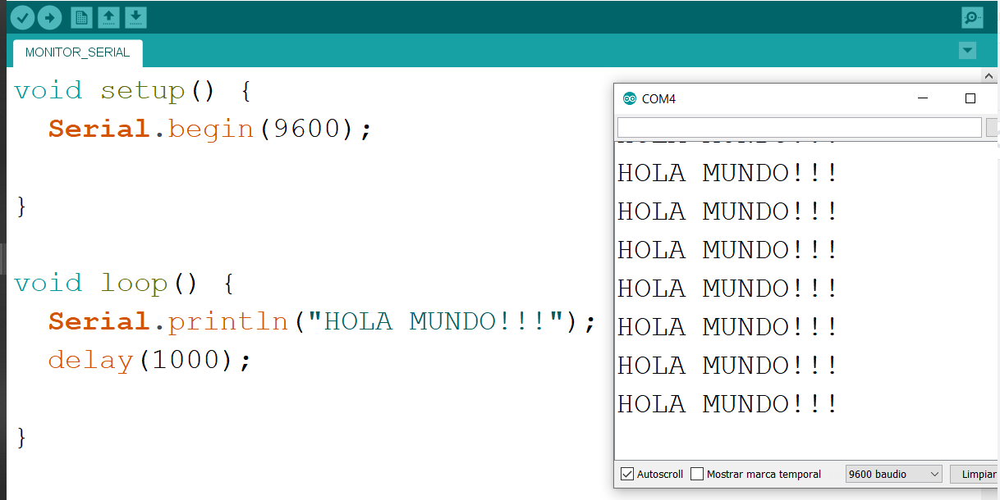 MONITOR_SERIAL
void setup() {
Serial.begin(9600);
}
void loop() {
Serial.println("HOLA MUNDO!!!");
delay(1000);
}
COM4
HOLA MUNDO!!!
HOLA MUNDO!!!
HOLA MUNDO!!!
HOLA MUNDO!!!
HOLA MUNDO!!!
HOLA MUNDO!!!
HOLA MUNDO!!!
Autoscroll Mostrar marca temporal 9600 baudio Limpiar